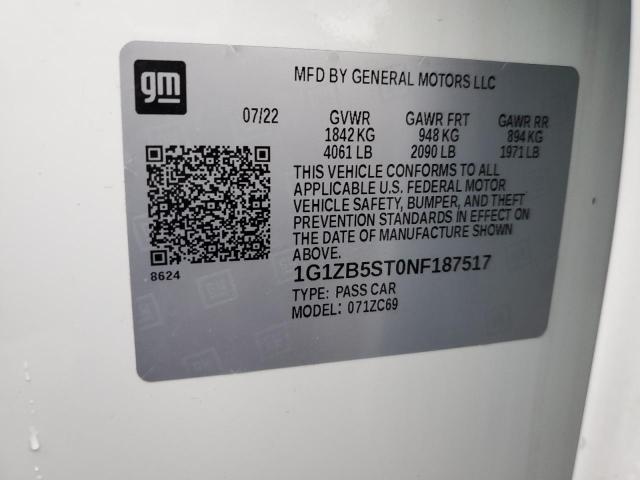 gm
MFD BY GENERAL MOTORS LLC
07/22 GVWR GAWR FRT GAWR RR
1842 KG 948 KG 894 KG
4061 LB 2090 LB 1971 LB
THIS VEHICLE CONFORMS TO ALL
APPLICABLE U.S. FEDERAL MOTOR
VEHICLE SAFETY, BUMPER, AND THEFT
PREVENTION STANDARDS IN EFFECT ON
THE DATE OF MANUFACTURE SHOWN
ABOVE.
8624
1G1ZB5ST0NF187517
TYPE: PASS CAR
MODEL: 071ZC69